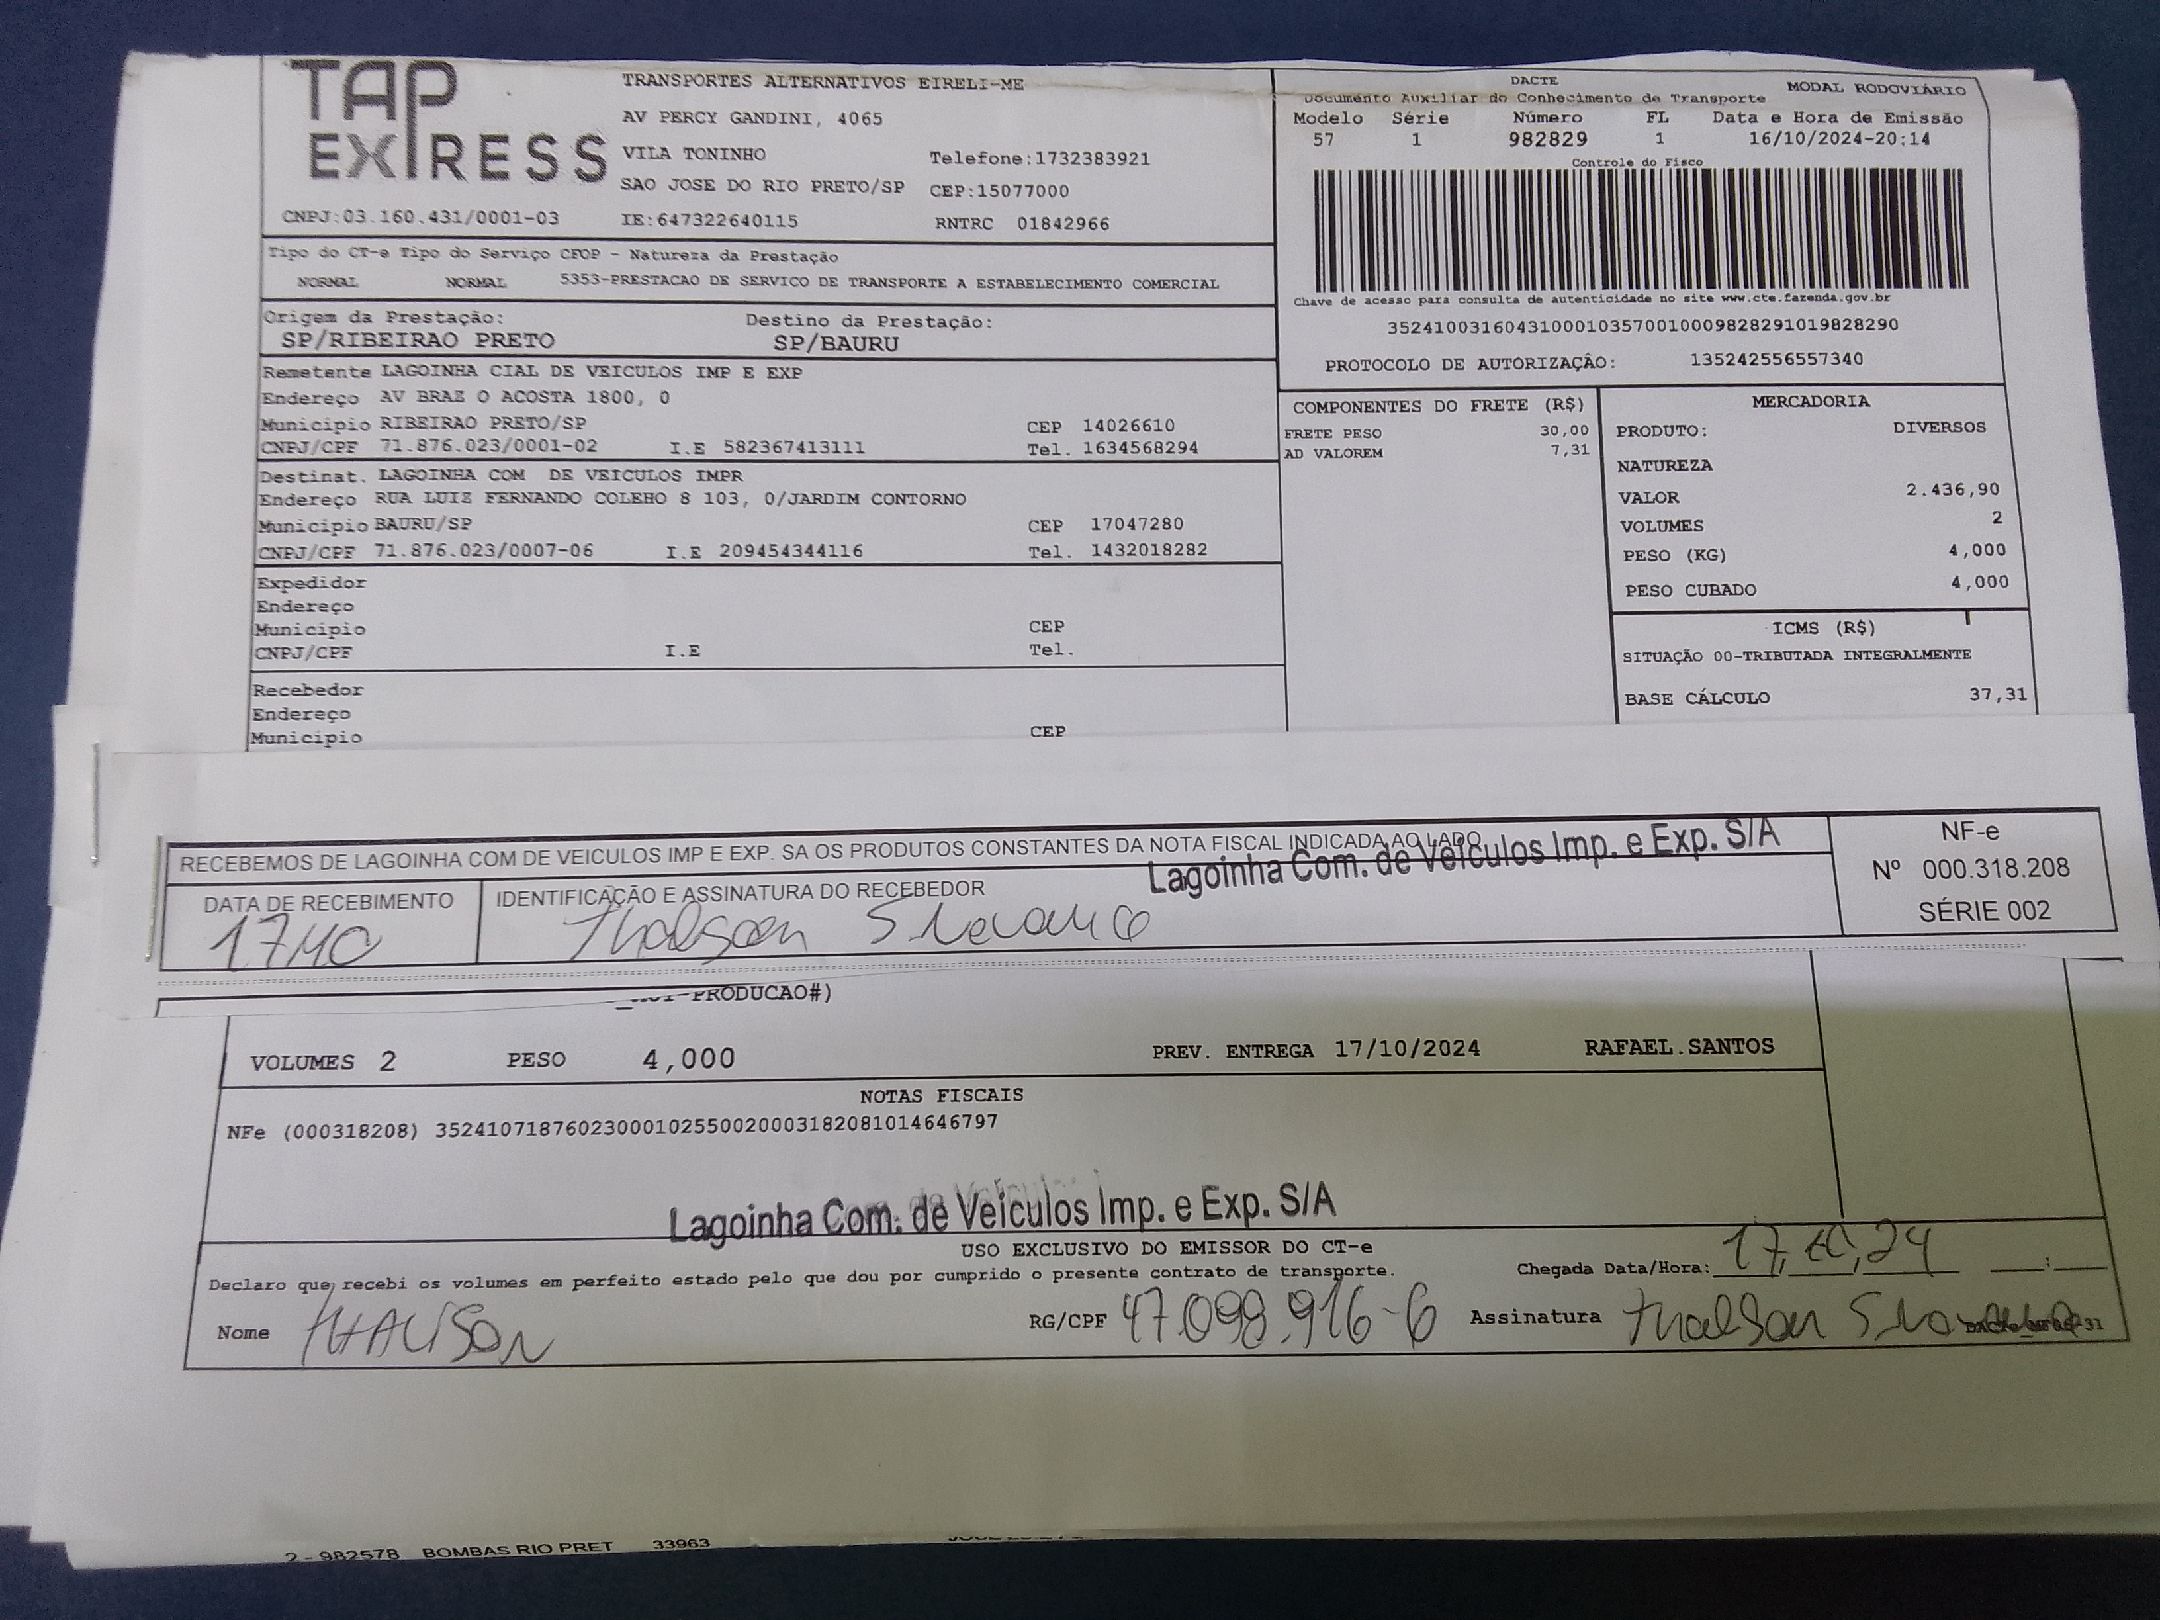 TAP
EXPRESS
TRANSPORTES ALTERNATIVOS EIRELI-ME
AV PERCY GANDINI, 4065
VILA TONINHO Telefone:1732383921
SAO JOSE DO RIO PRETO/SP CEP:15077000
CNPJ:03.160.431/0001-03 IE:647322640115 RNTRC 01842966
DACTE MODAL RODOVIÁRIO
Documento Auxiliar do Conhecimento de Transporte
Modelo Série Número FL Data e Hora de Emissão
57 1 982829 1 16/10/2024-20:14
Controle do Fisco
Chave de acesso para consulta de autenticidade no site www.cte.fazenda.gov.br
35241003160431000103570010009828291019828290
PROTOCOLO DE AUTORIZAÇÂO: 135242556557340
Tipo do CT-e Tipo do Serviço CFOP - Natureza da Prestação
NORMAL NORMAL 5353-PRESTACAO DE SERVICO DE TRANSPORTE A ESTABELECIMENTO COMERCIAL
Origem da Prestação: Destino da Prestação:
SP/RIBEIRAO PRETO SP/BAURU
Remetente LAGOINHA CIAL DE VEICULOS IMP E EXP
Endereço AV BRAZ O ACOSTA 1800, 0
Municipio RIBEIRAO PRETO/SP CEP 14026610
CNPJ/CPF 71.876.023/0001-02 I.E 582367413111 Tel. 1634568294
Destinat. LAGOINHA COM DE VEICULOS IMPR
Endereço RUA LUIZ FERNANDO COLEHO 8 103, 0/JARDIM CONTORNO
Municipio BAURU/SP CEP 17047280
CNPJ/CPF 71.876.023/0007-06 I.E 209454344116 Tel. 1432018282
Expedidor
Endereço
Municipio CEP
CNPJ/CPF I.E Tel.
Recebedor
Endereço
Municipio CEP
COMPONENTES DO FRETE (R$)
FRETE PESO 30,00
AD VALOREM 7,31
MERCADORIA
PRODUTO: DIVERSOS
NATUREZA
VALOR 2.436,90
VOLUMES 2
PESO (KG) 4,000
PESO CUBADO 4,000
ICMS (R$)
SITUAÇÃO 00-TRIBUTADA INTEGRALMENTE
BASE CÁLCULO 37,31
RECEBEMOS DE LAGOINHA COM DE VEICULOS IMP E EXP. SA OS PRODUTOS CONSTANTES DA NOTA FISCAL INDICADA AO LADO
Lagoinha Com. de Veículos Imp. e Exp. S/A
DATA DE RECEBIMENTO IDENTIFICAÇÃO E ASSINATURA DO RECEBEDOR
17/10
NF-e
Nº 000.318.208
SÉRIE 002
PRODUCAO#)
VOLUMES 2 PESO 4,000 PREV. ENTREGA 17/10/2024 RAFAEL.SANTOS
NOTAS FISCAIS
NFe (000318208) 35241071876023000102550020003182081014646797
Lagoinha Com. de Veículos Imp. e Exp. S/A
USO EXCLUSIVO DO EMISSOR DO CT-e
Declaro que recebi os volumes em perfeito estado pelo que dou por cumprido o presente contrato de transporte. Chegada Data/Hora: 17,10,24 :
Nome THALISON RG/CPF 47.098.916-6 Assinatura
2 - 982578 BOMBAS RIO PRET 33963